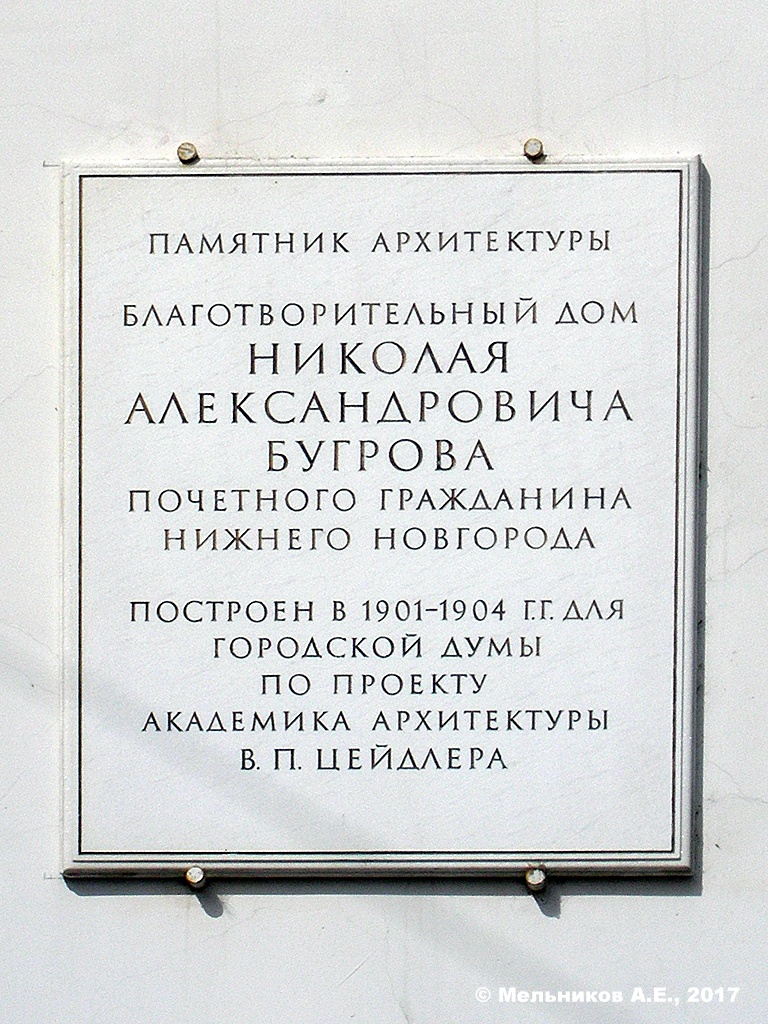 ПАМЯТНИК АРХИТЕКТУРЫ
БЛАГОТВОРИТЕЛЬНЫЙ ДОМ
НИКОЛАЯ
АЛЕКСАНДРОВИЧА
БУГРОВА
ПОЧЕТНОГО ГРАЖДАНИНА
НИЖНЕГО НОВГОРОДА
ПОСТРОЕН В 1901-1904 Г.Г. ДЛЯ
ГОРОДСКОЙ ДУМЫ
ПО ПРОЕКТУ
АКАДЕМИКА АРХИТЕКТУРЫ
В. П. ЦЕЙДЛЕРА
© Мельников А.Е., 2017